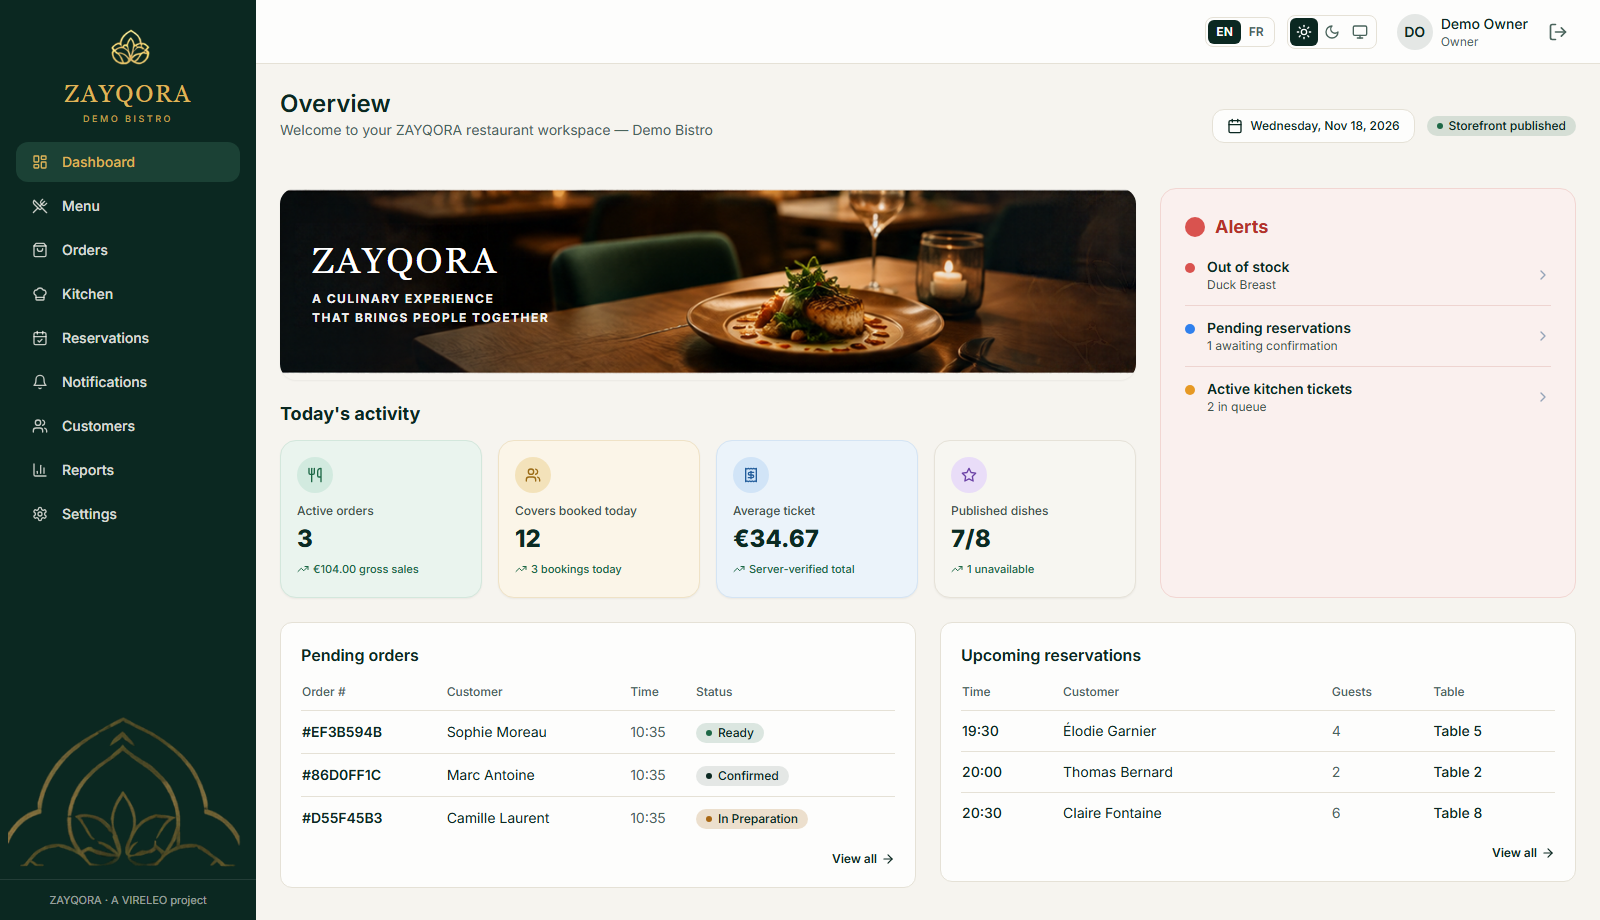 ZAYQORA
DEMO BISTRO
Dashboard
Menu
Orders
Kitchen
Reservations
Notifications
Customers
Reports
Settings
ZAYQORA · A VIRELEO project
EN FR
DO
Demo Owner
Owner
Overview
Welcome to your ZAYQORA restaurant workspace — Demo Bistro
Wednesday, Nov 18, 2026
Storefront published
ZAYQORA
A CULINARY EXPERIENCE
THAT BRINGS PEOPLE TOGETHER
Alerts
Out of stock
Duck Breast
Pending reservations
1 awaiting confirmation
Active kitchen tickets
2 in queue
Today's activity
Active orders
3
€104.00 gross sales
Covers booked today
12
3 bookings today
Average ticket
€34.67
Server-verified total
Published dishes
7/8
1 unavailable
Pending orders
Order # Customer Time Status
#EF3B594B Sophie Moreau 10:35 Ready
#86D0FF1C Marc Antoine 10:35 Confirmed
#D55F45B3 Camille Laurent 10:35 In Preparation
View all
Upcoming reservations
Time Customer Guests Table
19:30 Élodie Garnier 4 Table 5
20:00 Thomas Bernard 2 Table 2
20:30 Claire Fontaine 6 Table 8
View all